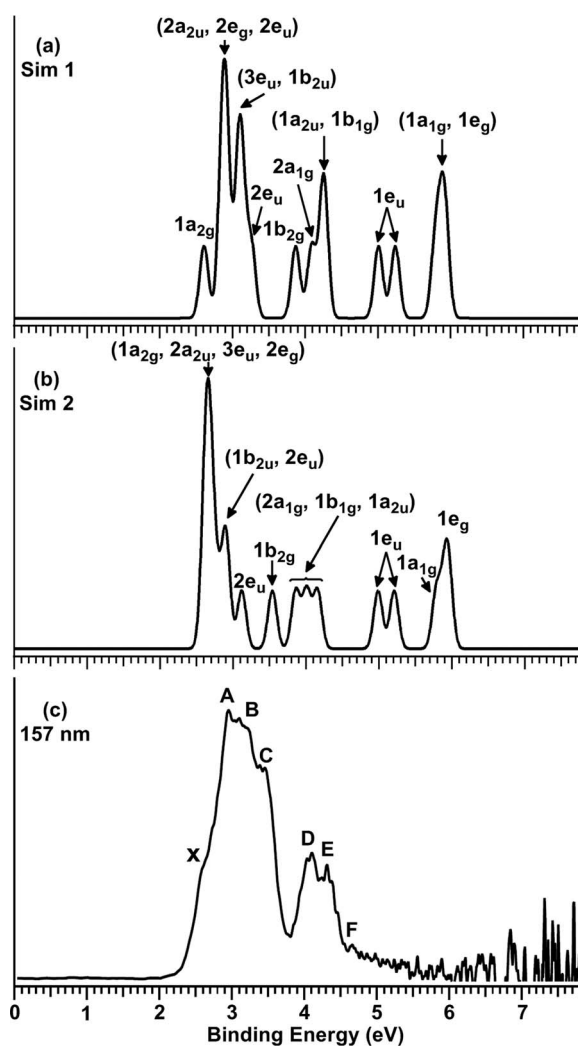 (a)
Sim 1
(2a2u, 2eg, 2eu)
(3eu, 1b2u)
(1a2u, 1b1g)
(1a1g, 1eg)
2a1g
1a2g
2eu
1b2g
1eu
(b)
Sim 2
(1a2g, 2a2u, 3eu, 2eg)
(1b2u, 2eu)
(2a1g, 1b1g, 1a2u)
1eg
1b2g
1eu
1a1g
2eu
(c)
157 nm
A
B
C
D
E
x
F
0 1 2 3 4 5 6 7
Binding Energy (eV)